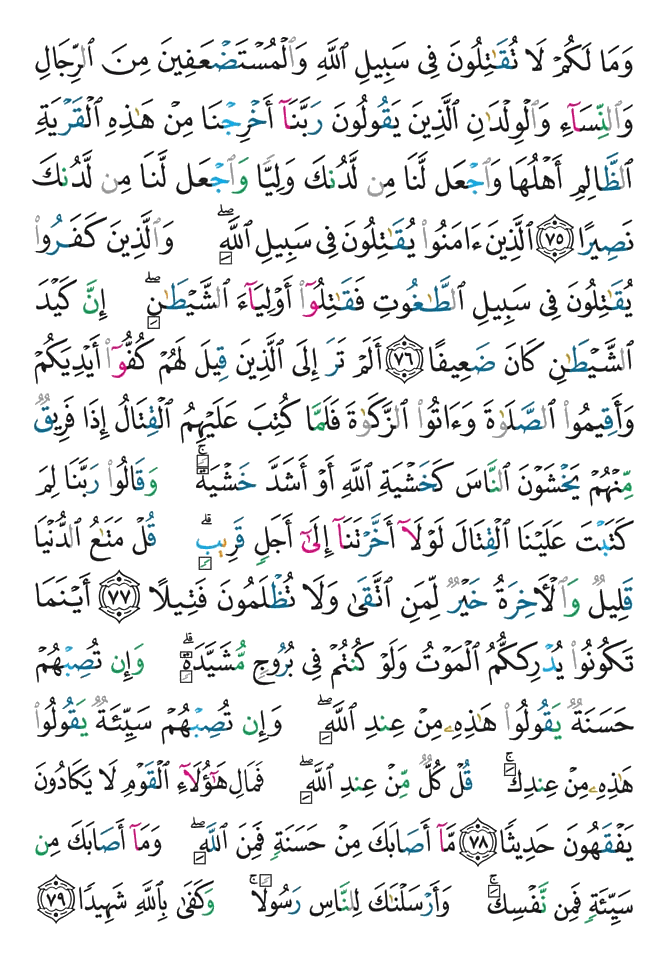 وَمَا لَكُمْ لَا تُقَٰتِلُونَ فِى سَبِيلِ ٱللَّهِ وَٱلْمُسْتَضْعَفِينَ مِنَ ٱلرِّجَالِ
وَٱلنِّسَآءِ وَٱلْوِلْدَٰنِ ٱلَّذِينَ يَقُولُونَ رَبَّنَآ أَخْرِجْنَا مِنْ هَٰذِهِ ٱلْقَرْيَةِ
ٱلظَّالِمِ أَهْلُهَا وَٱجْعَل لَّنَا مِن لَّدُنكَ وَلِيًّا وَٱجْعَل لَّنَا مِن لَّدُنكَ
نَصِيرًا ٧٥ ٱلَّذِينَ ءَامَنُوا۟ يُقَٰتِلُونَ فِى سَبِيلِ ٱللَّهِ ۖ وَٱلَّذِينَ كَفَرُوا۟
يُقَٰتِلُونَ فِى سَبِيلِ ٱلطَّٰغُوتِ فَقَٰتِلُوٓا۟ أَوْلِيَآءَ ٱلشَّيْطَٰنِ ۖ إِنَّ كَيْدَ
ٱلشَّيْطَٰنِ كَانَ ضَعِيفًا ٧٦ أَلَمْ تَرَ إِلَى ٱلَّذِينَ قِيلَ لَهُمْ كُفُّوٓا۟ أَيْدِيَكُمْ
وَأَقِيمُوا۟ ٱلصَّلَوٰةَ وَءَاتُوا۟ ٱلزَّكَوٰةَ فَلَمَّا كُتِبَ عَلَيْهِمُ ٱلْقِتَالُ إِذَا فَرِيقٌ
مِّنْهُمْ يَخْشَوْنَ ٱلنَّاسَ كَخَشْيَةِ ٱللَّهِ أَوْ أَشَدَّ خَشْيَةً ۚ وَقَالُوا۟ رَبَّنَا لِمَ
كَتَبْتَ عَلَيْنَا ٱلْقِتَالَ لَوْلَآ أَخَّرْتَنَآ إِلَىٰٓ أَجَلٍ قَرِيبٍ ۗ قُلْ مَتَٰعُ ٱلدُّنْيَا
قَلِيلٌ وَٱلْأَخِرَةُ خَيْرٌ لِّمَنِ ٱتَّقَىٰ وَلَا تُظْلَمُونَ فَتِيلًا ٧٧ أَيْنَمَا
تَكُونُوا۟ يُدْرِككُّمُ ٱلْمَوْتُ وَلَوْ كُنتُمْ فِى بُرُوجٍ مُّشَيَّدَةٍ ۗ وَإِن تُصِبْهُمْ
حَسَنَةٌ يَقُولُوا۟ هَٰذِهِۦ مِنْ عِندِ ٱللَّهِ ۖ وَإِن تُصِبْهُمْ سَيِّئَةٌ يَقُولُوا۟
هَٰذِهِۦ مِنْ عِندِكَ ۚ قُلْ كُلٌّ مِّنْ عِندِ ٱللَّهِ ۖ فَمَالِ هَٰٓؤُلَآءِ ٱلْقَوْمِ لَا يَكَادُونَ
يَفْقَهُونَ حَدِيثًا ٧٨ مَّآ أَصَابَكَ مِنْ حَسَنَةٍ فَمِنَ ٱللَّهِ ۖ وَمَآ أَصَابَكَ مِن
سَيِّئَةٍ فَمِن نَّفْسِكَ ۚ وَأَرْسَلْنَٰكَ لِلنَّاسِ رَسُولًا ۚ وَكَفَىٰ بِٱللَّهِ شَهِيدًا ٧٩